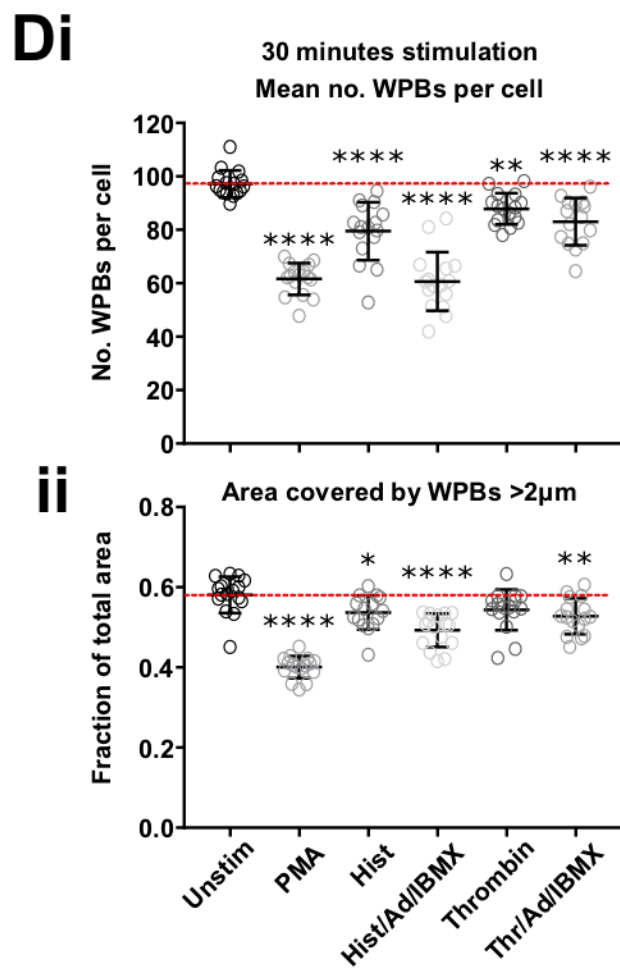 Di
30 minutes stimulation
Mean no. WPBs per cell
No. WPBs per cell
120
100
80
60
40
20
0
****
****
****
**
****
ii
Area covered by WPBs >2µm
Fraction of total area
0.8
0.6
0.4
0.2
0.0
****
*
****
**
Unstim
PMA
Hist
Hist/Ad/IBMX
Thrombin
Thr/Ad/IBMX